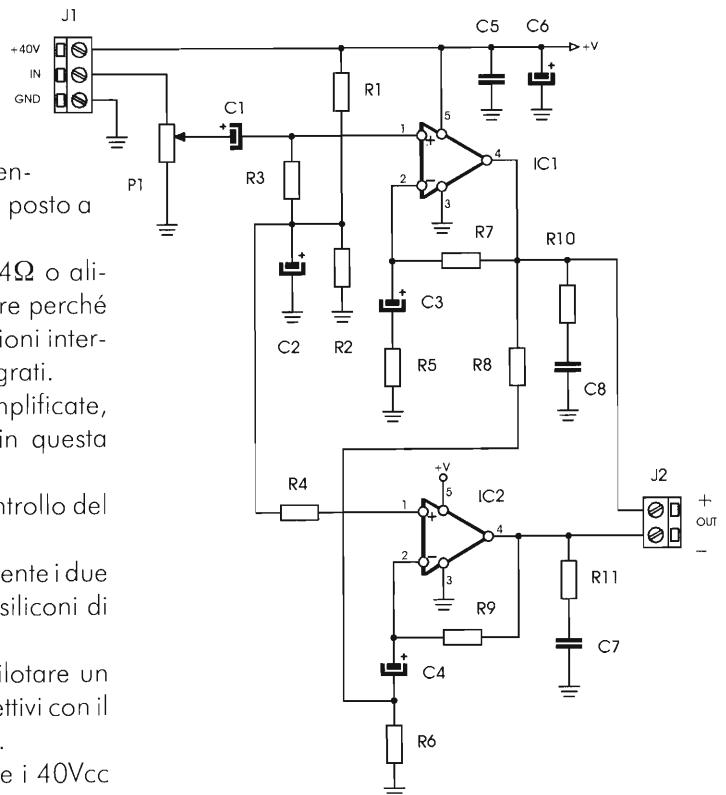 J1
+40V
IN
GND
P1
C1
+
R3
R1
C2
+
R2
C5
C6
+
+V
1
+
2
−
5
3
4
IC1
R7
C3
+
R5
R8
R10
C8
R4
+V
5
IC2
1
+
2
−
3
4
R9
C4
+
R6
R11
C7
J2
+
OUT
−
en-
posto a
4Ω o ali-
re perché
ioni inter-
grati.
mplificate,
in questa
ntrollo del
ente i due
siliconi di
ilotare un
ettivi con il
.
e i 40Vcc